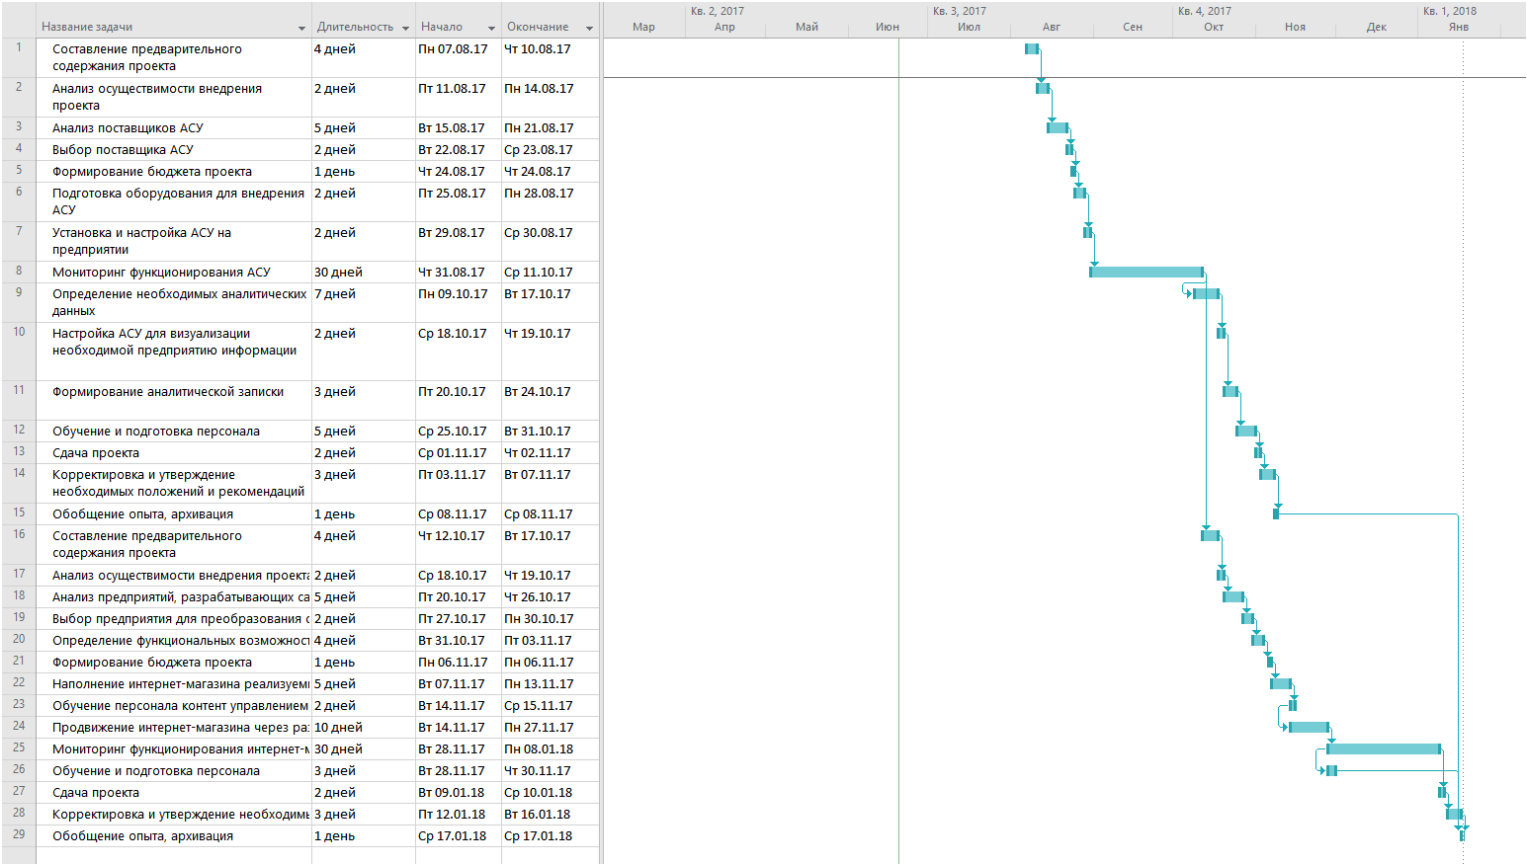 Кв. 2, 2017 Кв. 3, 2017 Кв. 4, 2017 Кв. 1, 2018
Название задачи Длительность Начало Окончание Мар Апр Май Июн Июл Авг Сен Окт Ноя Дек Янв
1 Составление предварительного 4 дней Пн 07.08.17 Чт 10.08.17
содержания проекта
2 Анализ осуществимости внедрения 2 дней Пт 11.08.17 Пн 14.08.17
проекта
3 Анализ поставщиков АСУ 5 дней Вт 15.08.17 Пн 21.08.17
4 Выбор поставщика АСУ 2 дней Вт 22.08.17 Ср 23.08.17
5 Формирование бюджета проекта 1 день Чт 24.08.17 Чт 24.08.17
6 Подготовка оборудования для внедрения 2 дней Пт 25.08.17 Пн 28.08.17
АСУ
7 Установка и настройка АСУ на 2 дней Вт 29.08.17 Ср 30.08.17
предприятии
8 Мониторинг функционирования АСУ 30 дней Чт 31.08.17 Ср 11.10.17
9 Определение необходимых аналитических 7 дней Пн 09.10.17 Вт 17.10.17
данных
10 Настройка АСУ для визуализации 2 дней Ср 18.10.17 Чт 19.10.17
необходимой предприятию информации
11 Формирование аналитической записки 3 дней Пт 20.10.17 Вт 24.10.17
12 Обучение и подготовка персонала 5 дней Ср 25.10.17 Вт 31.10.17
13 Сдача проекта 2 дней Ср 01.11.17 Чт 02.11.17
14 Корректировка и утверждение 3 дней Пт 03.11.17 Вт 07.11.17
необходимых положений и рекомендаций
15 Обобщение опыта, архивация 1 день Ср 08.11.17 Ср 08.11.17
16 Составление предварительного 4 дней Чт 12.10.17 Вт 17.10.17
содержания проекта
17 Анализ осуществимости внедрения проекта 2 дней Ср 18.10.17 Чт 19.10.17
18 Анализ предприятий, разрабатывающих са 5 дней Пт 20.10.17 Чт 26.10.17
19 Выбор предприятия для преобразования с 2 дней Пт 27.10.17 Пн 30.10.17
20 Определение функциональных возможност 4 дней Вт 31.10.17 Пт 03.11.17
21 Формирование бюджета проекта 1 день Пн 06.11.17 Пн 06.11.17
22 Наполнение интернет-магазина реализуем 5 дней Вт 07.11.17 Пн 13.11.17
23 Обучение персонала контент управлением 2 дней Вт 14.11.17 Ср 15.11.17
24 Продвижение интернет-магазина через ра 10 дней Вт 14.11.17 Пн 27.11.17
25 Мониторинг функционирования интернет-м 30 дней Вт 28.11.17 Пн 08.01.18
26 Обучение и подготовка персонала 3 дней Вт 28.11.17 Чт 30.11.17
27 Сдача проекта 2 дней Вт 09.01.18 Ср 10.01.18
28 Корректировка и утверждение необходим 3 дней Пт 12.01.18 Вт 16.01.18
29 Обобщение опыта, архивация 1 день Ср 17.01.18 Ср 17.01.18